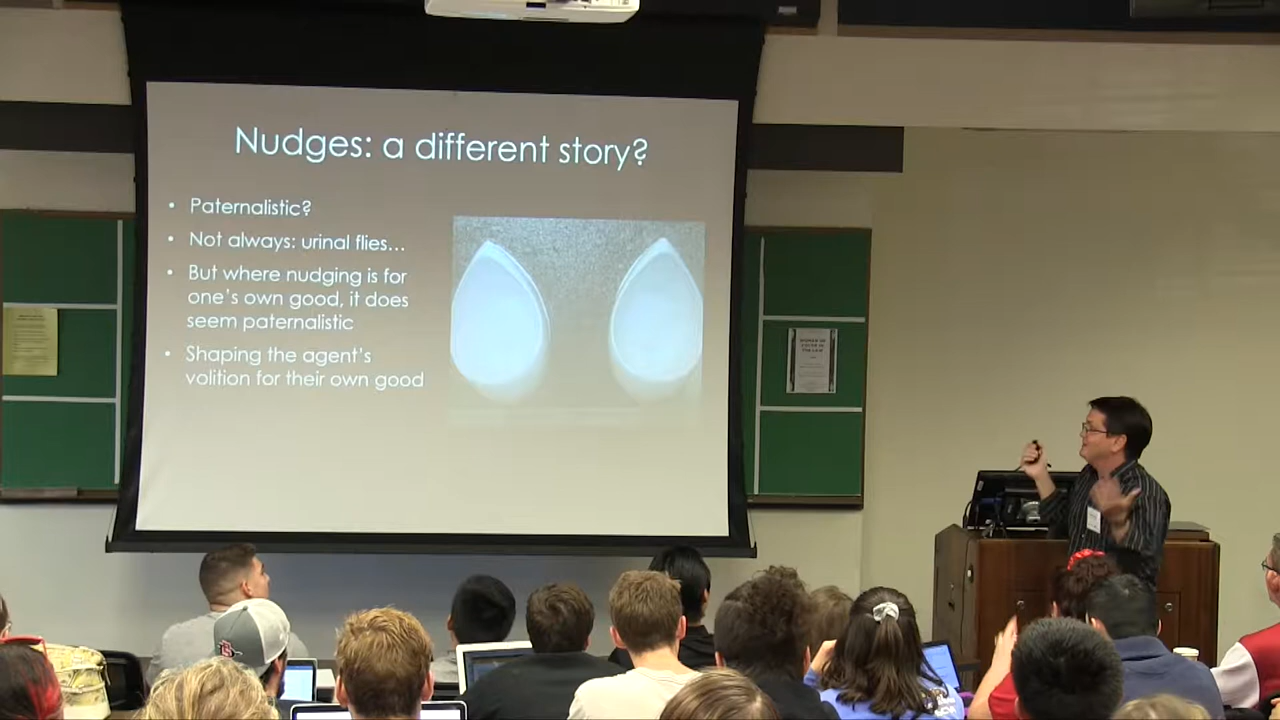 Nudges: a different story?
• Paternalistic?
• Not always: urinal flies...
• But where nudging is for
one's own good, it does
seem paternalistic
• Shaping the agent's
volition for their own good